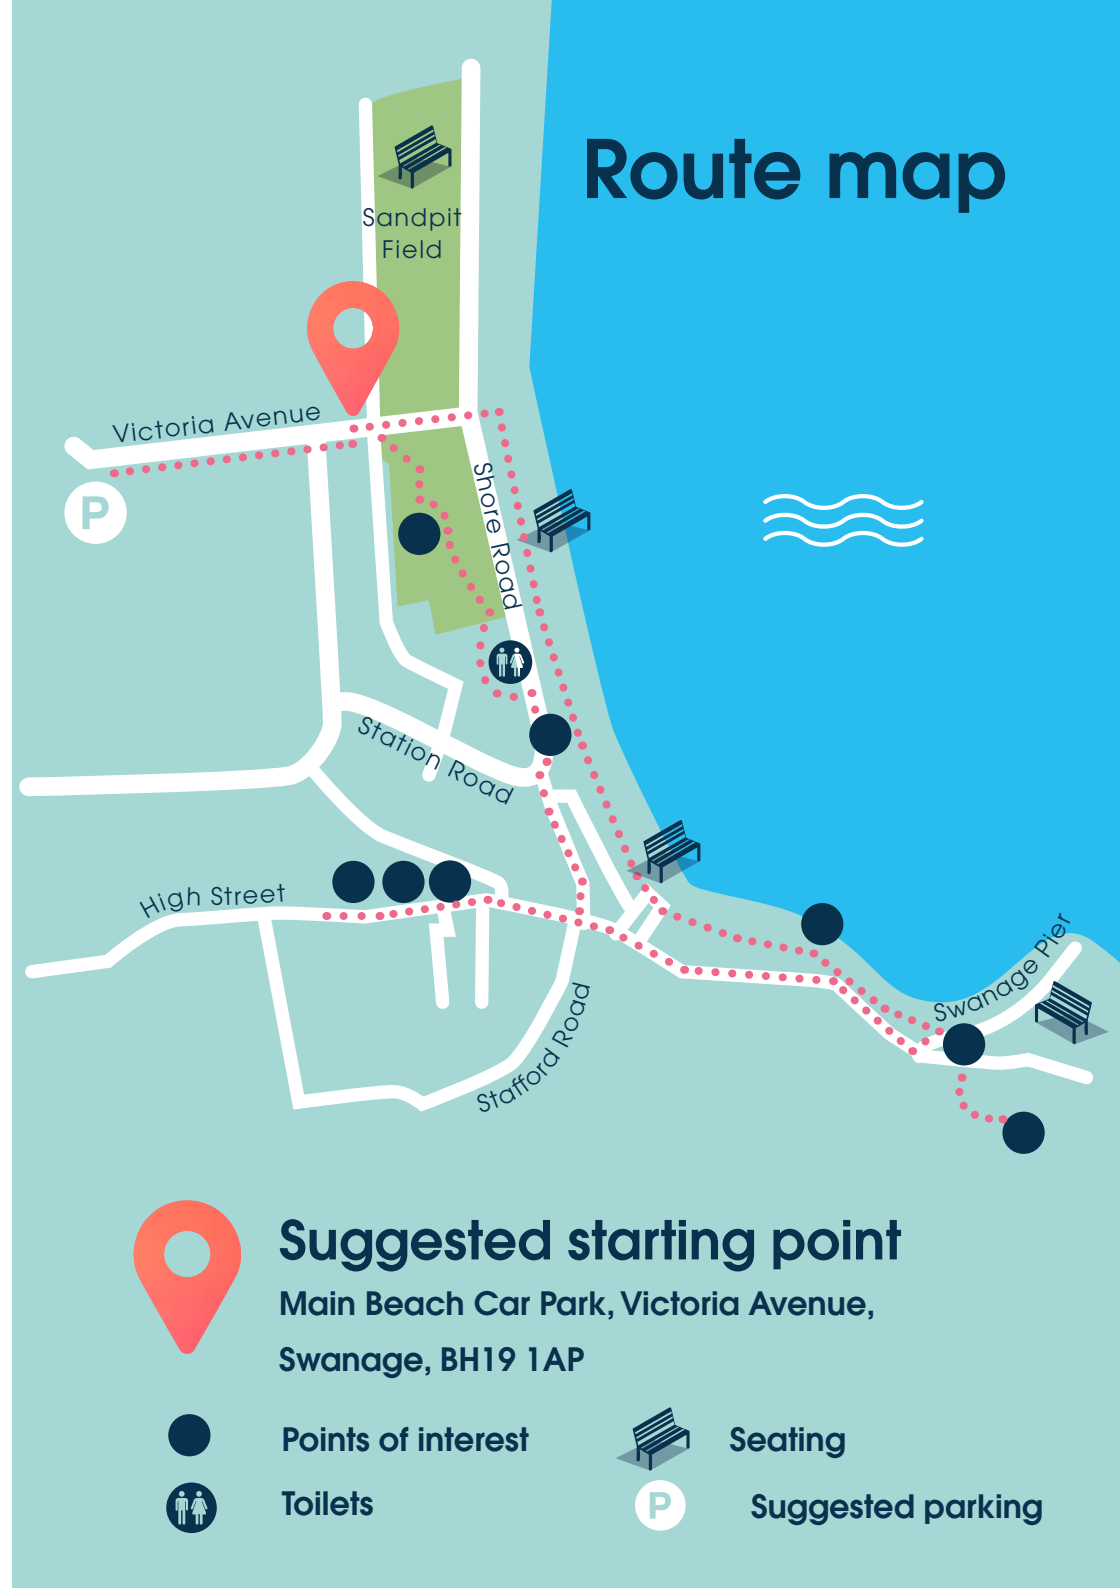 Route map
Sandpit
Field
Victoria Avenue
P
Shore Road
Station Road
High Street
Swanage Pier
Stafford Road
Suggested starting point
Main Beach Car Park, Victoria Avenue,
Swanage, BH19 1AP
Points of interest
Seating
Toilets
P
Suggested parking